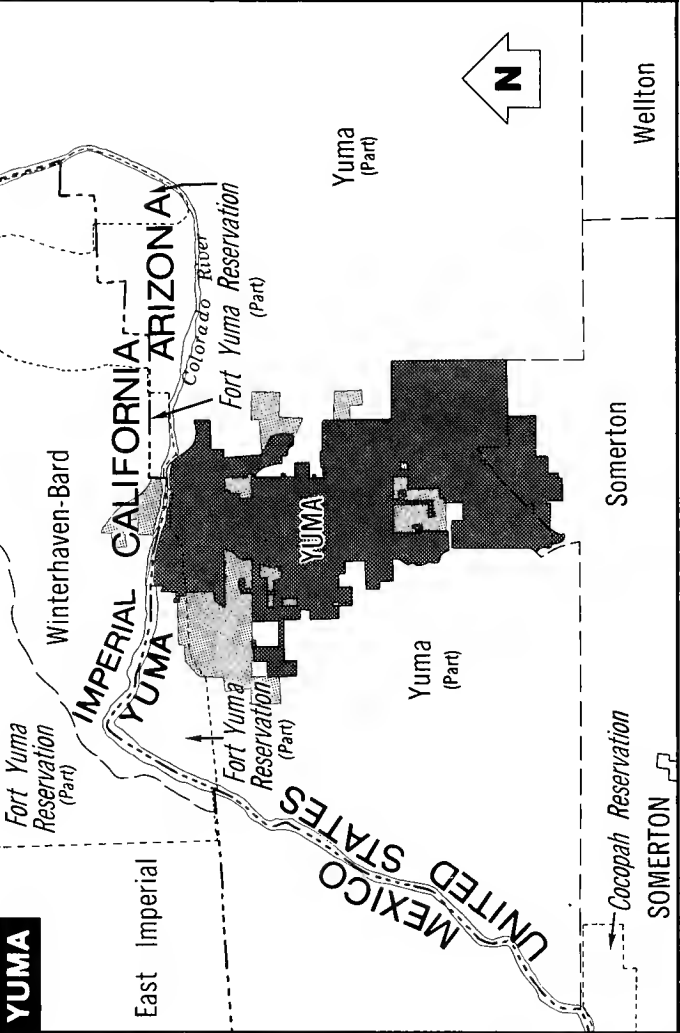 YUMA
Fort Yuma
Reservation
(Part)
East Imperial
Winterhaven-Bard
IMPERIAL CALIFORNIA
YUMA ARIZONA
Colorado River
Fort Yuma Reservation
(Part)
Fort Yuma
Reservation
(Part)
YUMA
Yuma
(Part)
Yuma
(Part)
N
MEXICO
UNITED STATES
Cocopah Reservation
SOMERTON
Somerton
Wellton